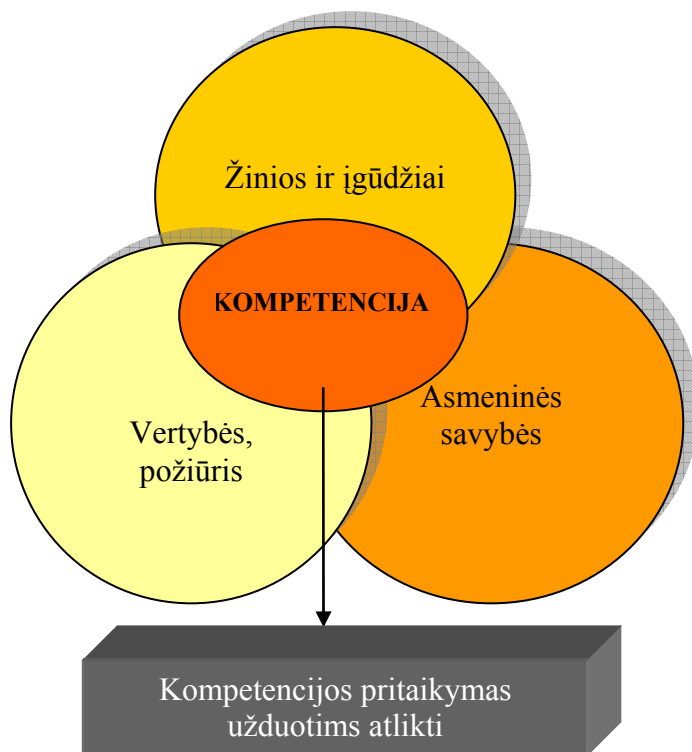 Žinios ir įgūdžiai
KOMPETENCIJA
Asmeninės
savybės
Vertybės,
požiūris
Kompetencijos pritaikymas
užduotims atlikti